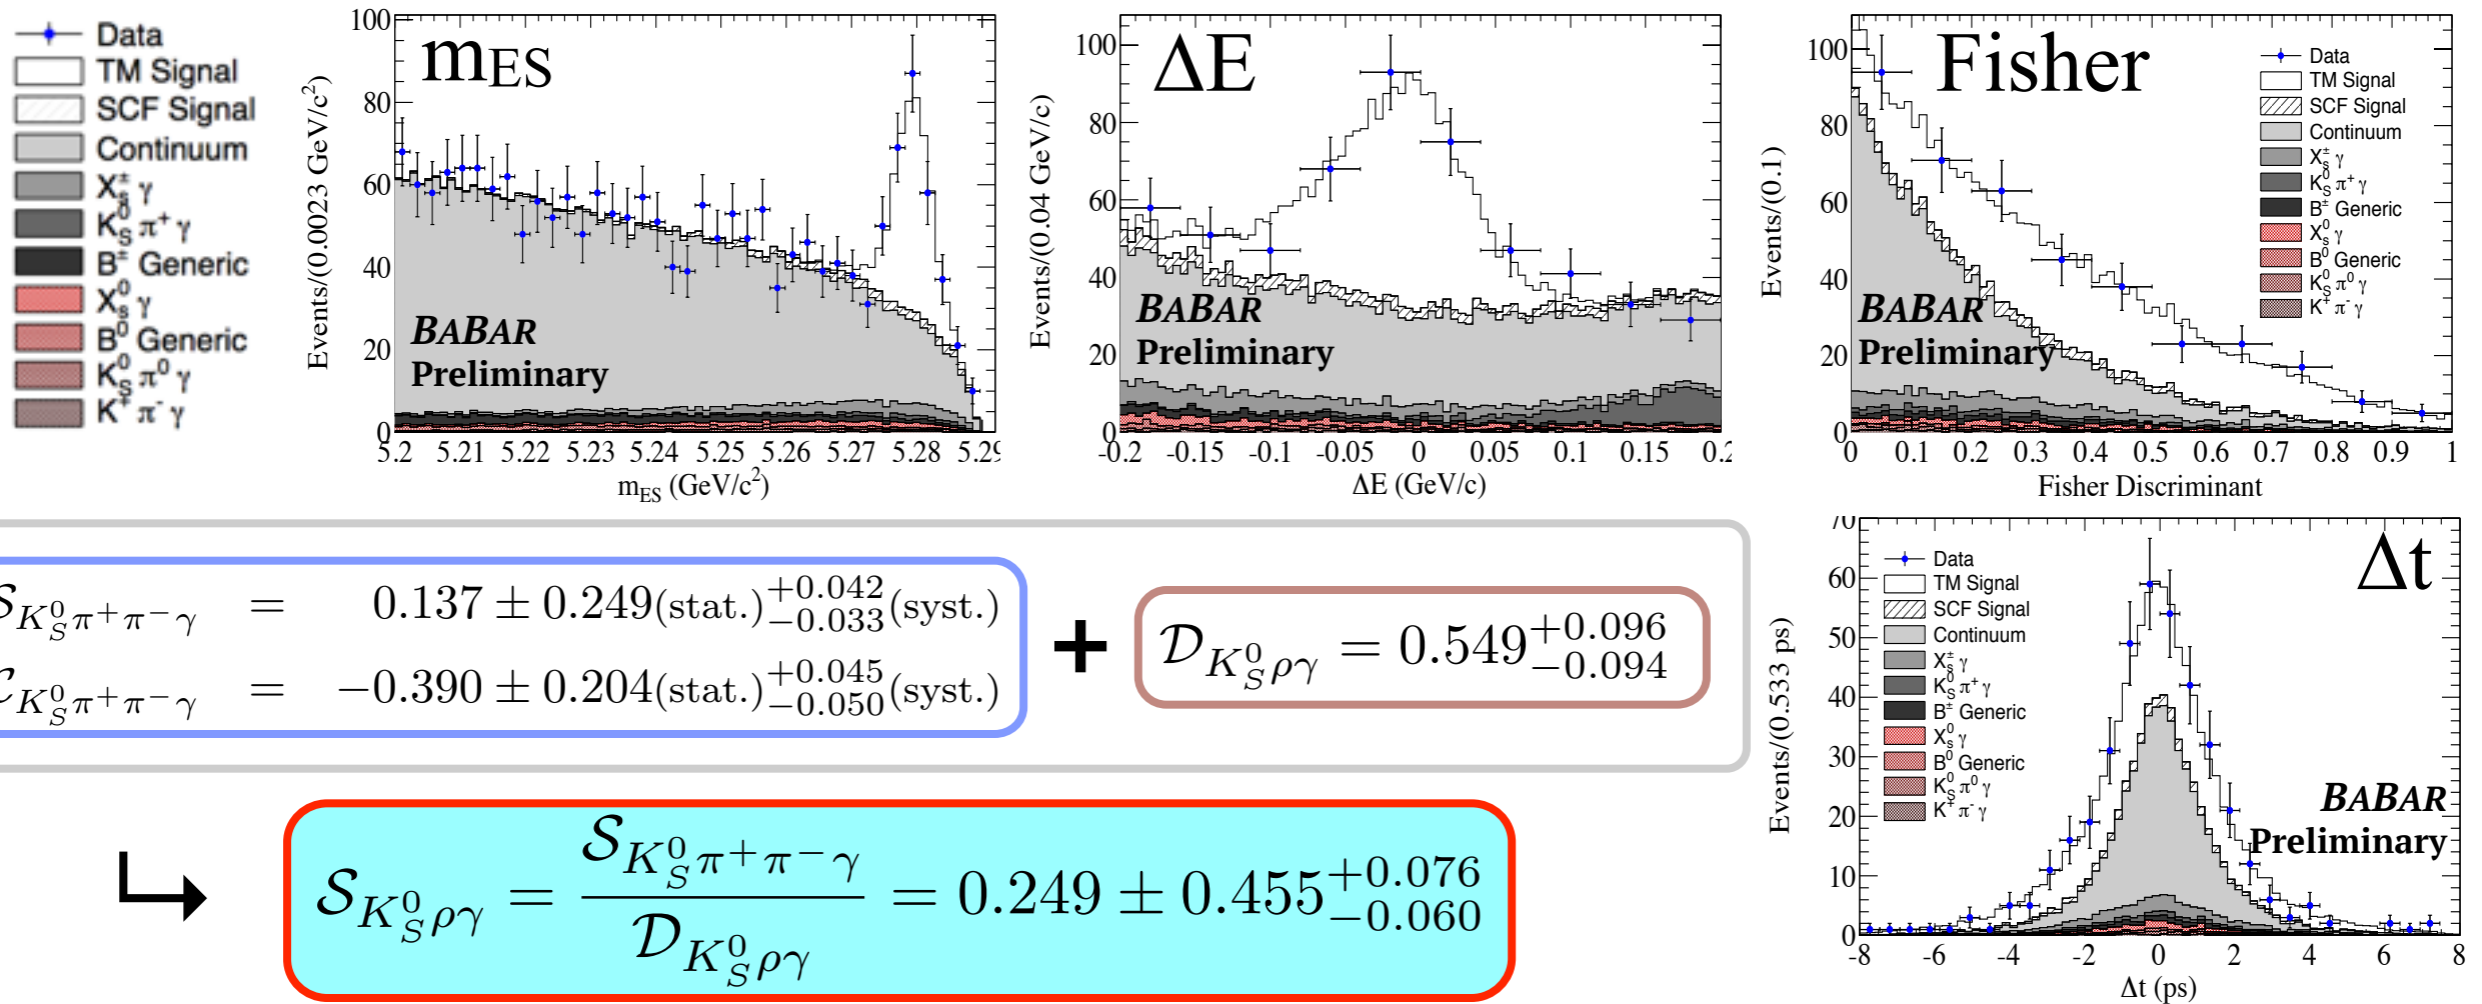 Data
TM Signal
SCF Signal
Continuum
X_s^± γ
K_S^0 π^+ γ
B^± Generic
X_s^0 γ
B^0 Generic
K_S^0 π^0 γ
K^+ π^- γ
m_ES
BABAR
Preliminary
Events/(0.0023 GeV/c^2)
100
80
60
40
20
0
5.2 5.21 5.22 5.23 5.24 5.25 5.26 5.27 5.28 5.29
m_ES (GeV/c^2)
ΔE
BABAR
Preliminary
Events/(0.04 GeV/c)
100
80
60
40
20
0
-0.2 -0.15 -0.1 -0.05 0 0.05 0.1 0.15 0.2
ΔE (GeV/c)
Fisher
Data
TM Signal
SCF Signal
Continuum
X_s^± γ
K_S^0 π^+ γ
B^± Generic
X_s^0 γ
B^0 Generic
K_S^0 π^0 γ
K^+ π^- γ
BABAR
Preliminary
Events/(0.1)
100
80
60
40
20
0
0 0.1 0.2 0.3 0.4 0.5 0.6 0.7 0.8 0.9 1
Fisher Discriminant
S_{K_S^0 π^+ π^- γ} = 0.137 ± 0.249(stat.)^{+0.042}_{-0.033}(syst.)
C_{K_S^0 π^+ π^- γ} = −0.390 ± 0.204(stat.)^{+0.045}_{-0.050}(syst.)
+
D_{K_S^0 ργ} = 0.549^{+0.096}_{-0.094}
S_{K_S^0 ργ} = S_{K_S^0 π^+ π^- γ} / D_{K_S^0 ργ} = 0.249 ± 0.455^{+0.076}_{-0.060}
Δt
Data
TM Signal
SCF Signal
Continuum
X_s^± γ
K_S^0 π^+ γ
B^± Generic
X_s^0 γ
B^0 Generic
K_S^0 π^0 γ
K^+ π^- γ
BABAR
Preliminary
Events/(0.533 ps)
70
60
50
40
30
20
10
0
-8 -6 -4 -2 0 2 4 6 8
Δt (ps)